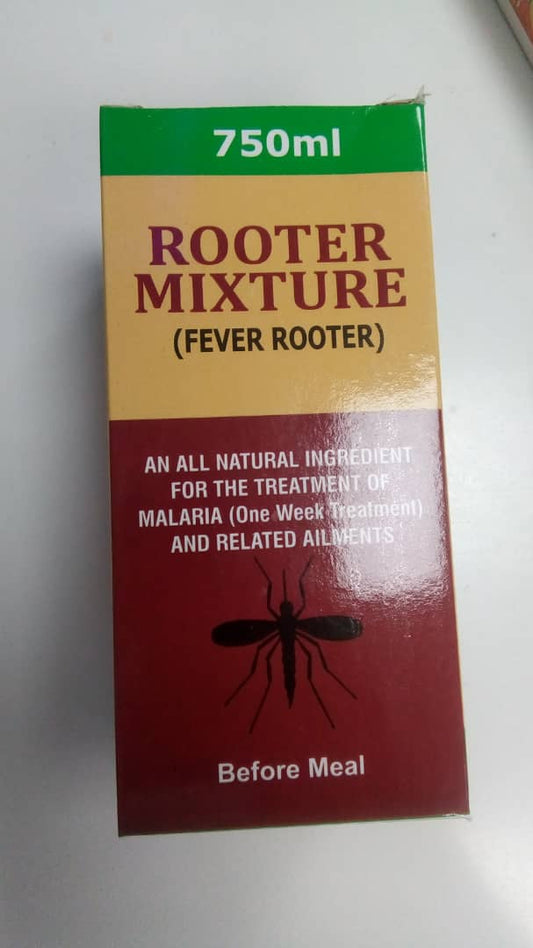 750ml
ROOTER
MIXTURE
(FEVER ROOTER)
AN ALL NATURAL INGREDIENT
FOR THE TREATMENT OF
MALARIA (One Week Treatment)
AND RELATED AILMENTS
Before Meal